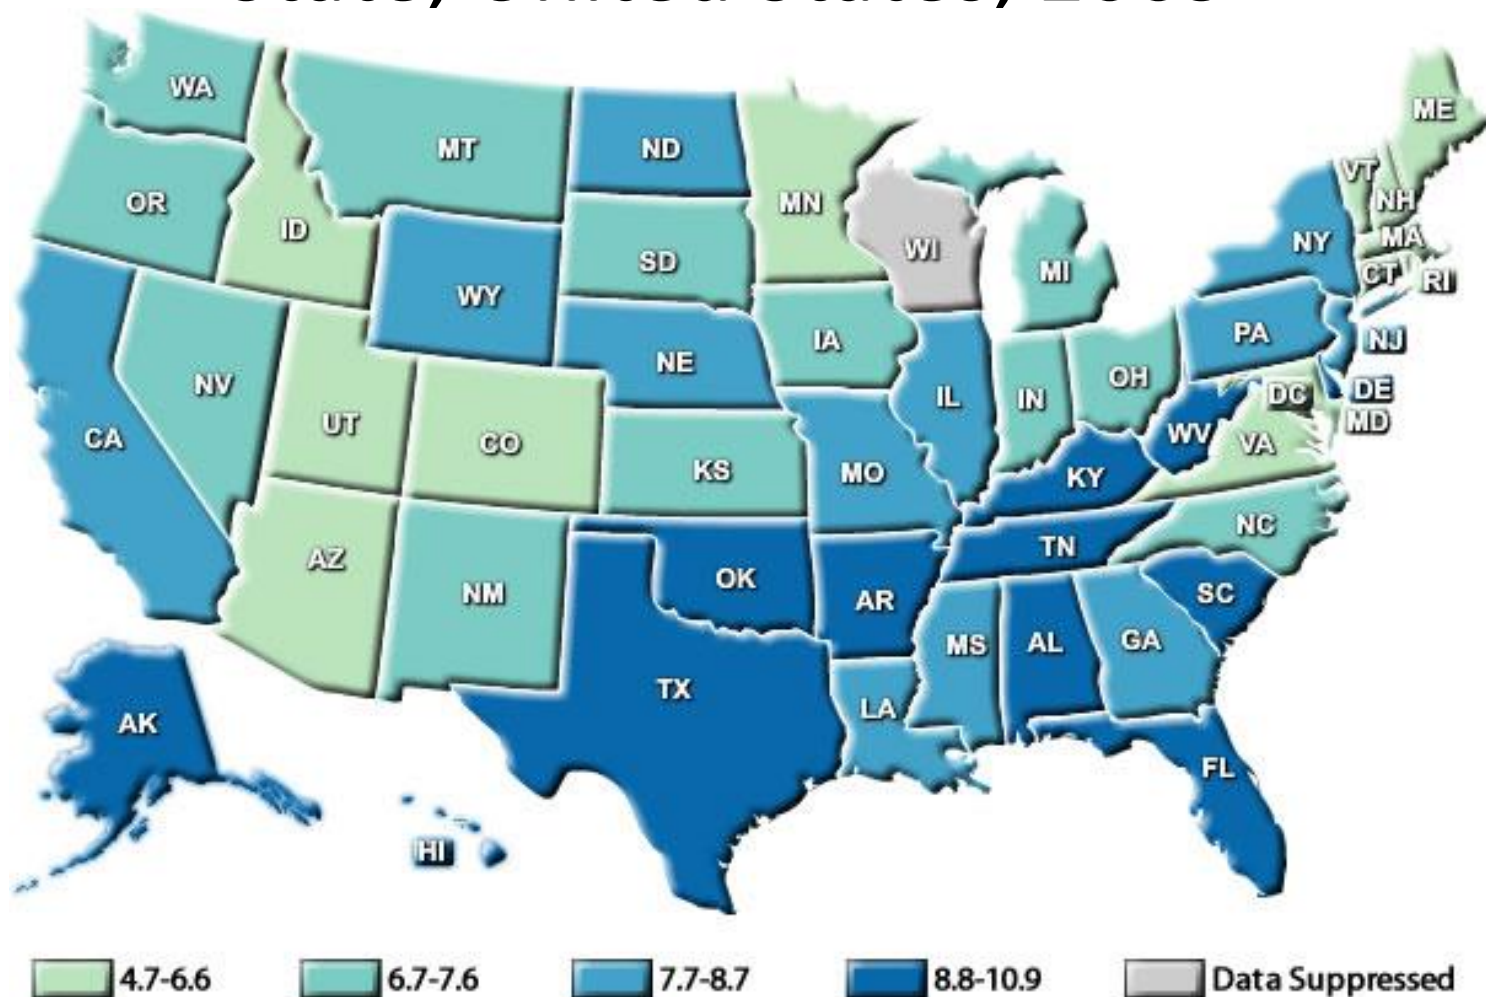 WA
MT
ND
MN
ME
OR
ID
SD
WI
MI
VT
NH
NY
MA
WY
CT
RI
IA
NE
PA
NJ
NV
UT
CO
IL
IN
OH
DC
DE
MD
CA
KS
MO
WV
VA
KY
AZ
NM
OK
AR
TN
NC
SC
TX
MS
AL
GA
LA
AK
FL
HI
4.7-6.6
6.7-7.6
7.7-8.7
8.8-10.9
Data Suppressed